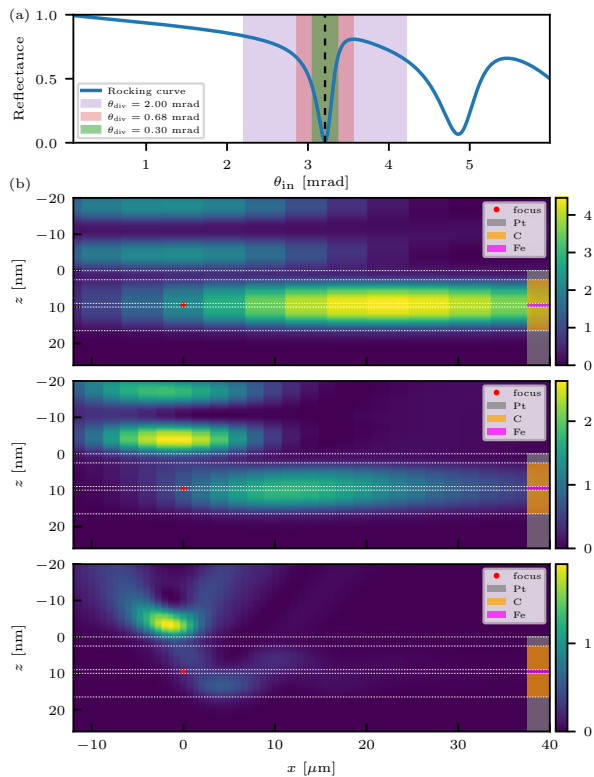 (a)
1.0
0.5
0.0
Reflectance
Rocking curve
θdiv = 2.00 mrad
θdiv = 0.68 mrad
θdiv = 0.30 mrad
1 2 3 4 5
θin [mrad]
(b)
−20
−10
0
10
20
z [nm]
focus
Pt
C
Fe
4
3
2
1
0
−20
−10
0
10
20
z [nm]
focus
Pt
C
Fe
2
1
0
−20
−10
0
10
20
z [nm]
focus
Pt
C
Fe
2
1
0
−10 0 10 20 30 40
x [μm]